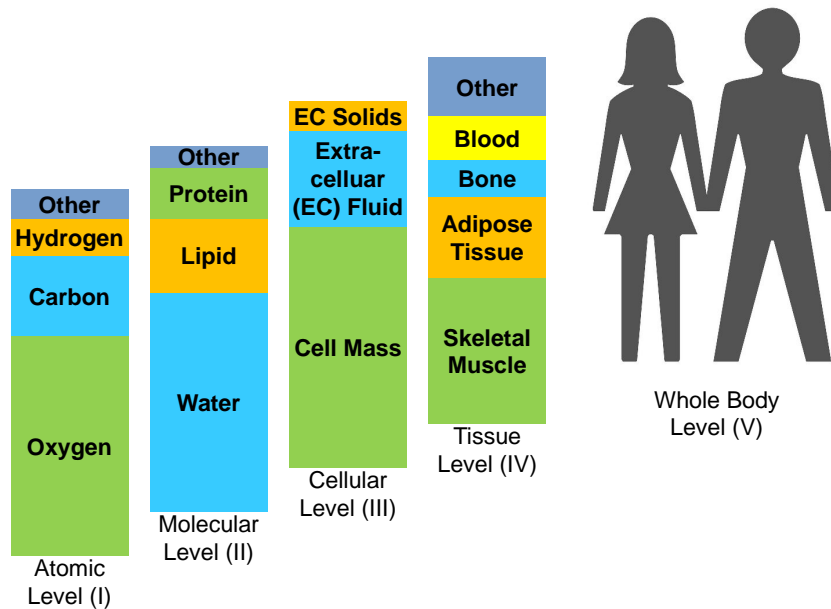 Other
Hydrogen
Carbon
Oxygen
Atomic
Level (I)
Other
Protein
Lipid
Water
Molecular
Level (II)
EC Solids
Extra-
celluar
(EC) Fluid
Cell Mass
Cellular
Level (III)
Other
Blood
Bone
Adipose
Tissue
Skeletal
Muscle
Tissue
Level (IV)
Whole Body
Level (V)